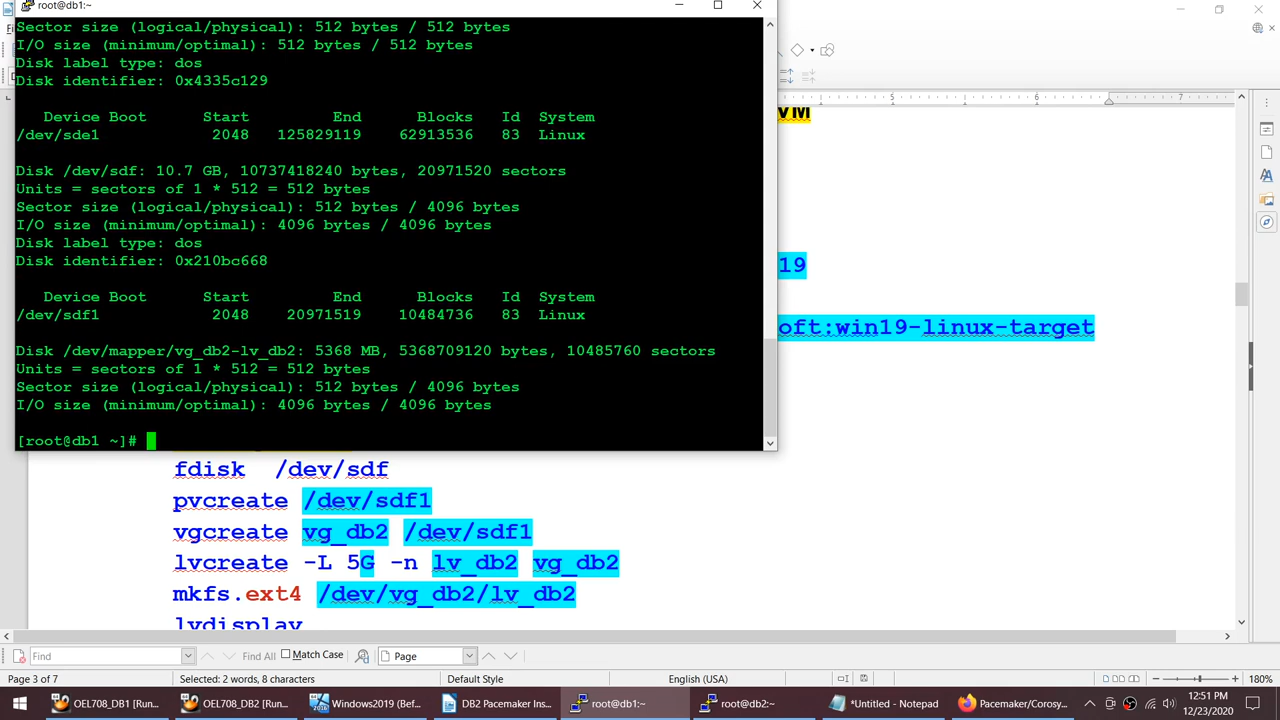 root@db1:~
Sector size (logical/physical): 512 bytes / 512 bytes
I/O size (minimum/optimal): 512 bytes / 512 bytes
Disk label type: dos
Disk identifier: 0x4335c129
Device Boot Start End Blocks Id System
/dev/sde1 2048 125829119 62913536 83 Linux
Disk /dev/sdf: 10.7 GB, 10737418240 bytes, 20971520 sectors
Units = sectors of 1 * 512 = 512 bytes
Sector size (logical/physical): 512 bytes / 4096 bytes
I/O size (minimum/optimal): 4096 bytes / 4096 bytes
Disk label type: dos
Disk identifier: 0x210bc668
Device Boot Start End Blocks Id System
/dev/sdf1 2048 20971519 10484736 83 Linux
Disk /dev/mapper/vg_db2-lv_db2: 5368 MB, 5368709120 bytes, 10485760 sectors
Units = sectors of 1 * 512 = 512 bytes
Sector size (logical/physical): 512 bytes / 4096 bytes
I/O size (minimum/optimal): 4096 bytes / 4096 bytes
[root@db1 ~]#
5 6 7
VM
19
oft:win19-linux-target
fdisk /dev/sdf
pvcreate /dev/sdf1
vgcreate vg_db2 /dev/sdf1
lvcreate -L 5G -n lv_db2 vg_db2
mkfs.ext4 /dev/vg_db2/lv_db2
lvdisplay
Find Find All Match Case Page
Page 3 of 7 Selected: 2 words, 8 characters Default Style English (USA) 180%
OEL708_DB1 [Run... OEL708_DB2 [Run... Windows2019 (Bef... DB2 Pacemaker Ins... root@db1:~ root@db2:~ *Untitled - Notepad Pacemaker/Corosy... 12:51 PM
12/23/2020